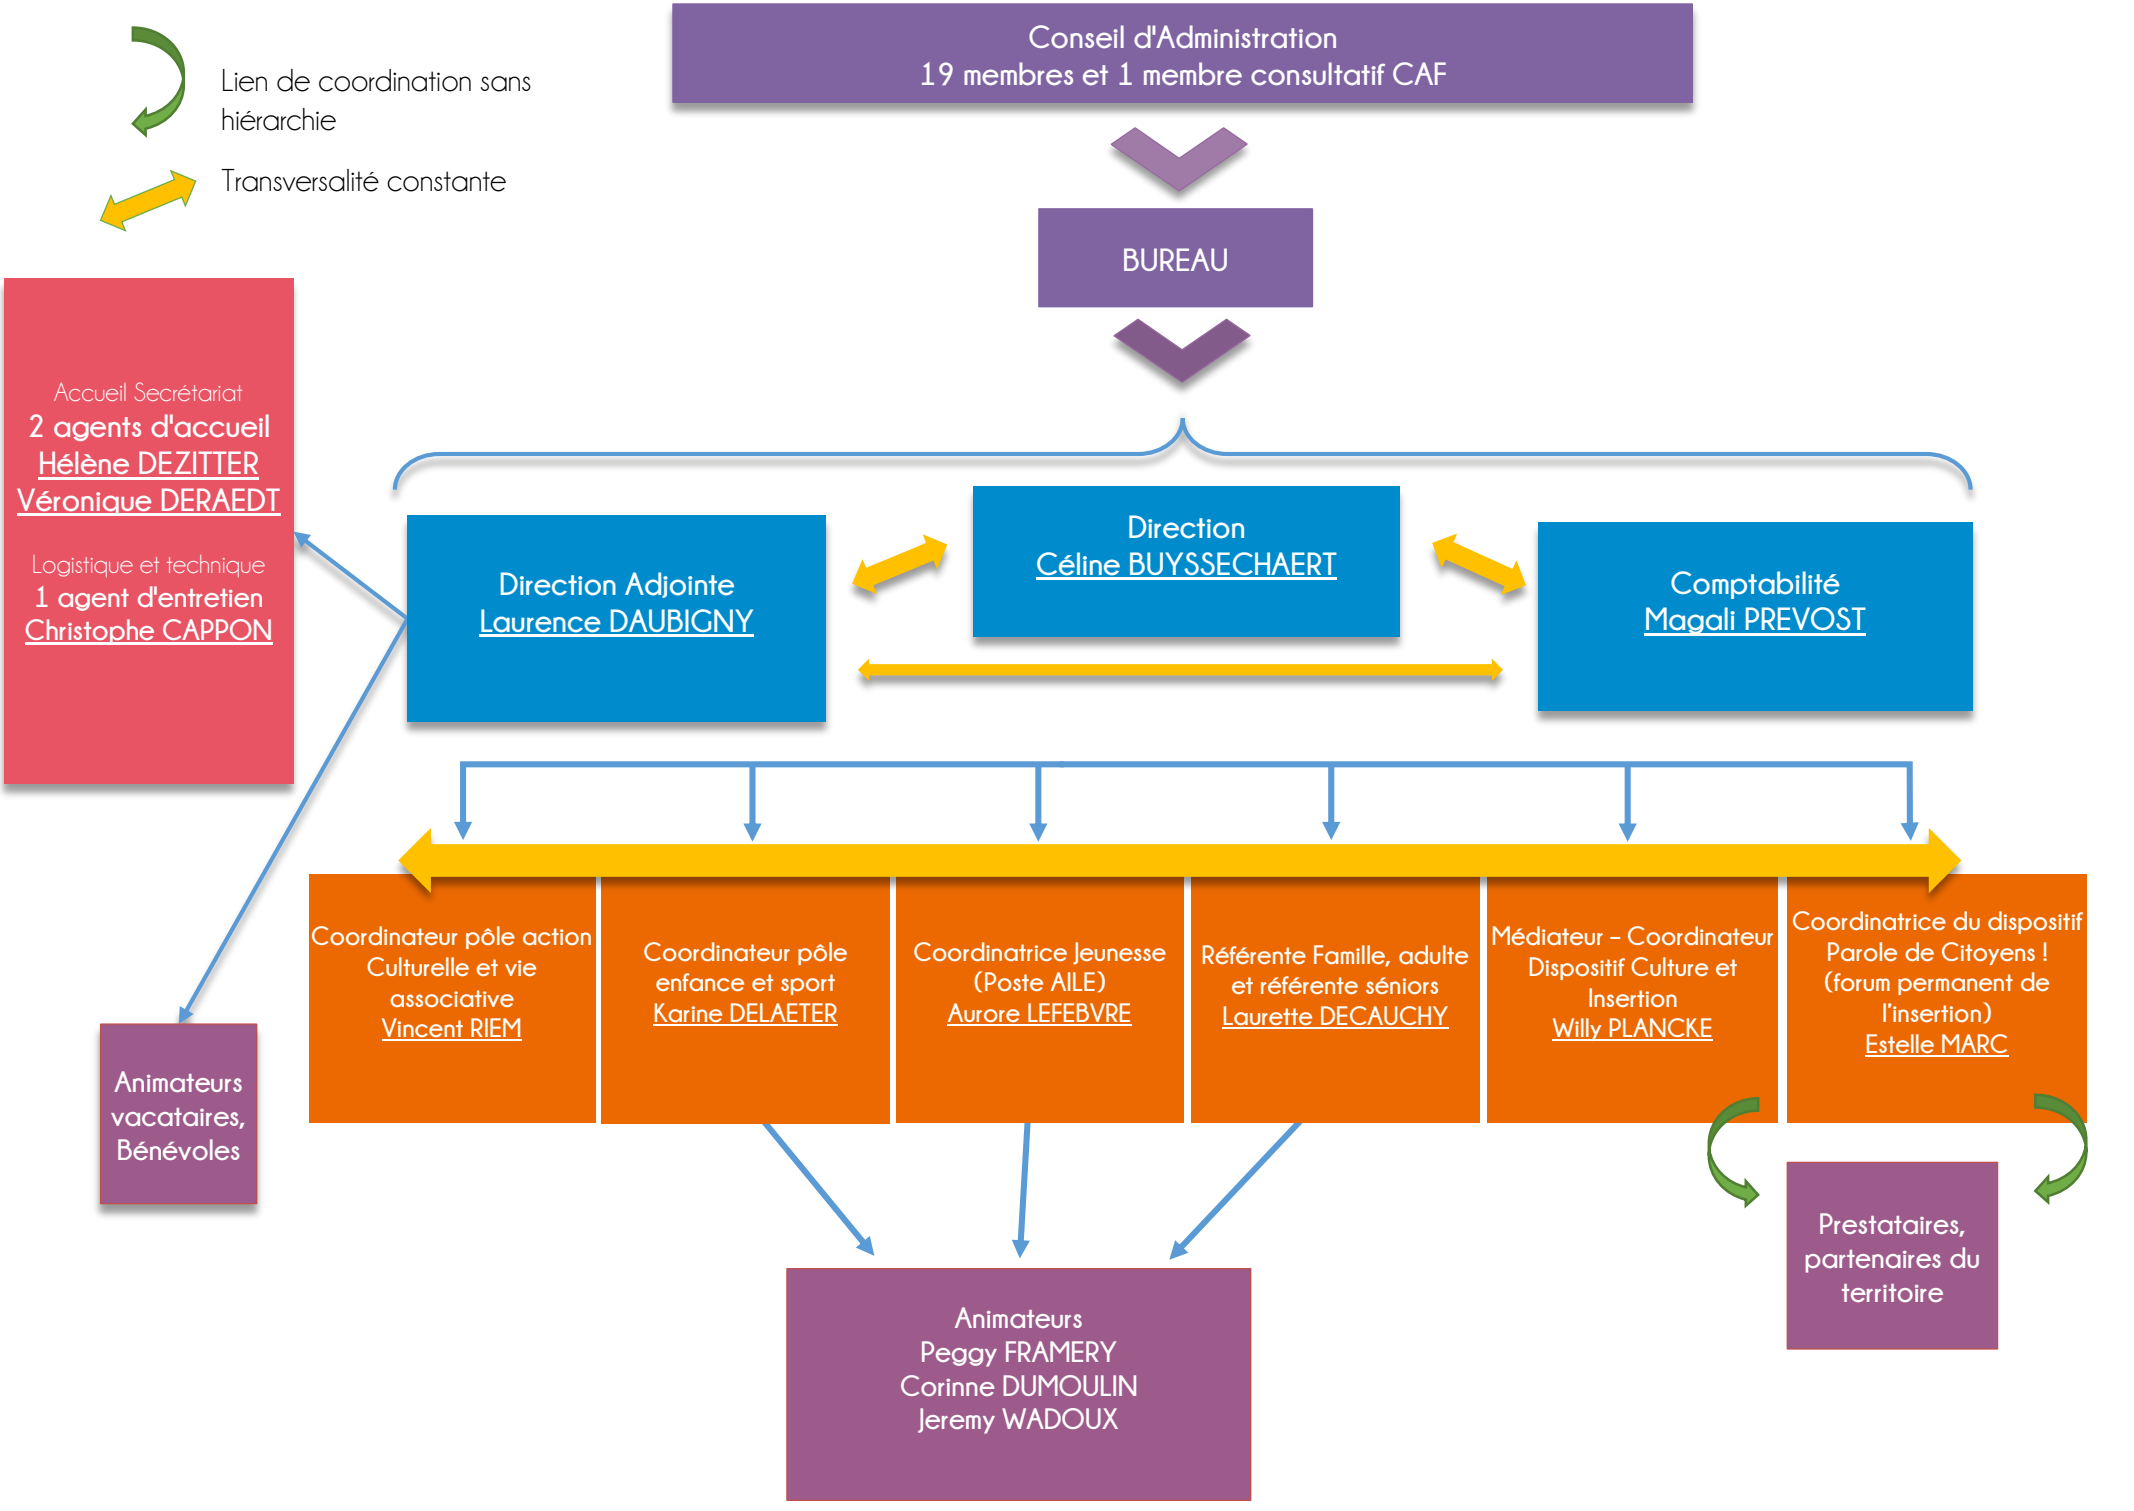 Lien de coordination sans
hiérarchie
Transversalité constante
Conseil d'Administration
19 membres et 1 membre consultatif CAF
BUREAU
Accueil Secrétariat
2 agents d'accueil
Hélène DEZITTER
Véronique DERAEDT
Logistique et technique
1 agent d'entretien
Christophe CAPPON
Direction Adjointe
Laurence DAUBIGNY
Direction
Céline BUYSSECHAERT
Comptabilité
Magali PREVOST
Coordinateur pôle action
Culturelle et vie
associative
Vincent RIEM
Coordinateur pôle
enfance et sport
Karine DELAETER
Coordinatrice Jeunesse
(Poste AILE)
Aurore LEFEBVRE
Référente Famille, adulte
et référente séniors
Laurette DECAUCHY
Médiateur – Coordinateur
Dispositif Culture et
Insertion
Willy PLANCKE
Coordinatrice du dispositif
Parole de Citoyens !
(forum permanent de
l'insertion)
Estelle MARC
Animateurs
vacataires,
Bénévoles
Animateurs
Peggy FRAMERY
Corinne DUMOULIN
Jeremy WADOUX
Prestataires,
partenaires du
territoire